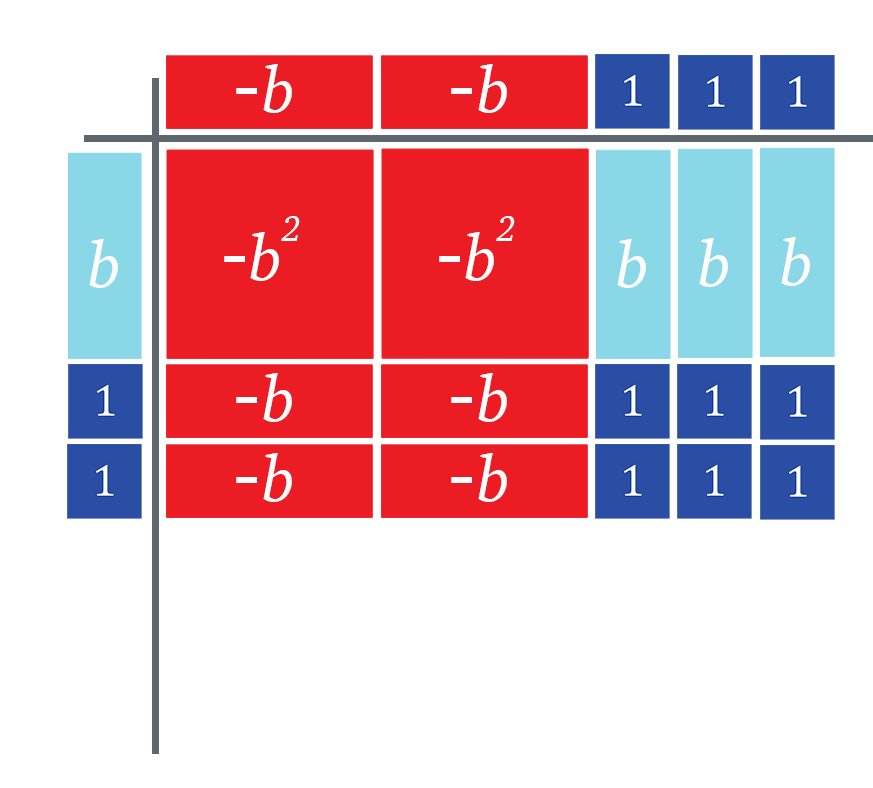 -b -b 1 1 1
b -b² -b² b b b
1 -b -b 1 1 1
1 -b -b 1 1 1